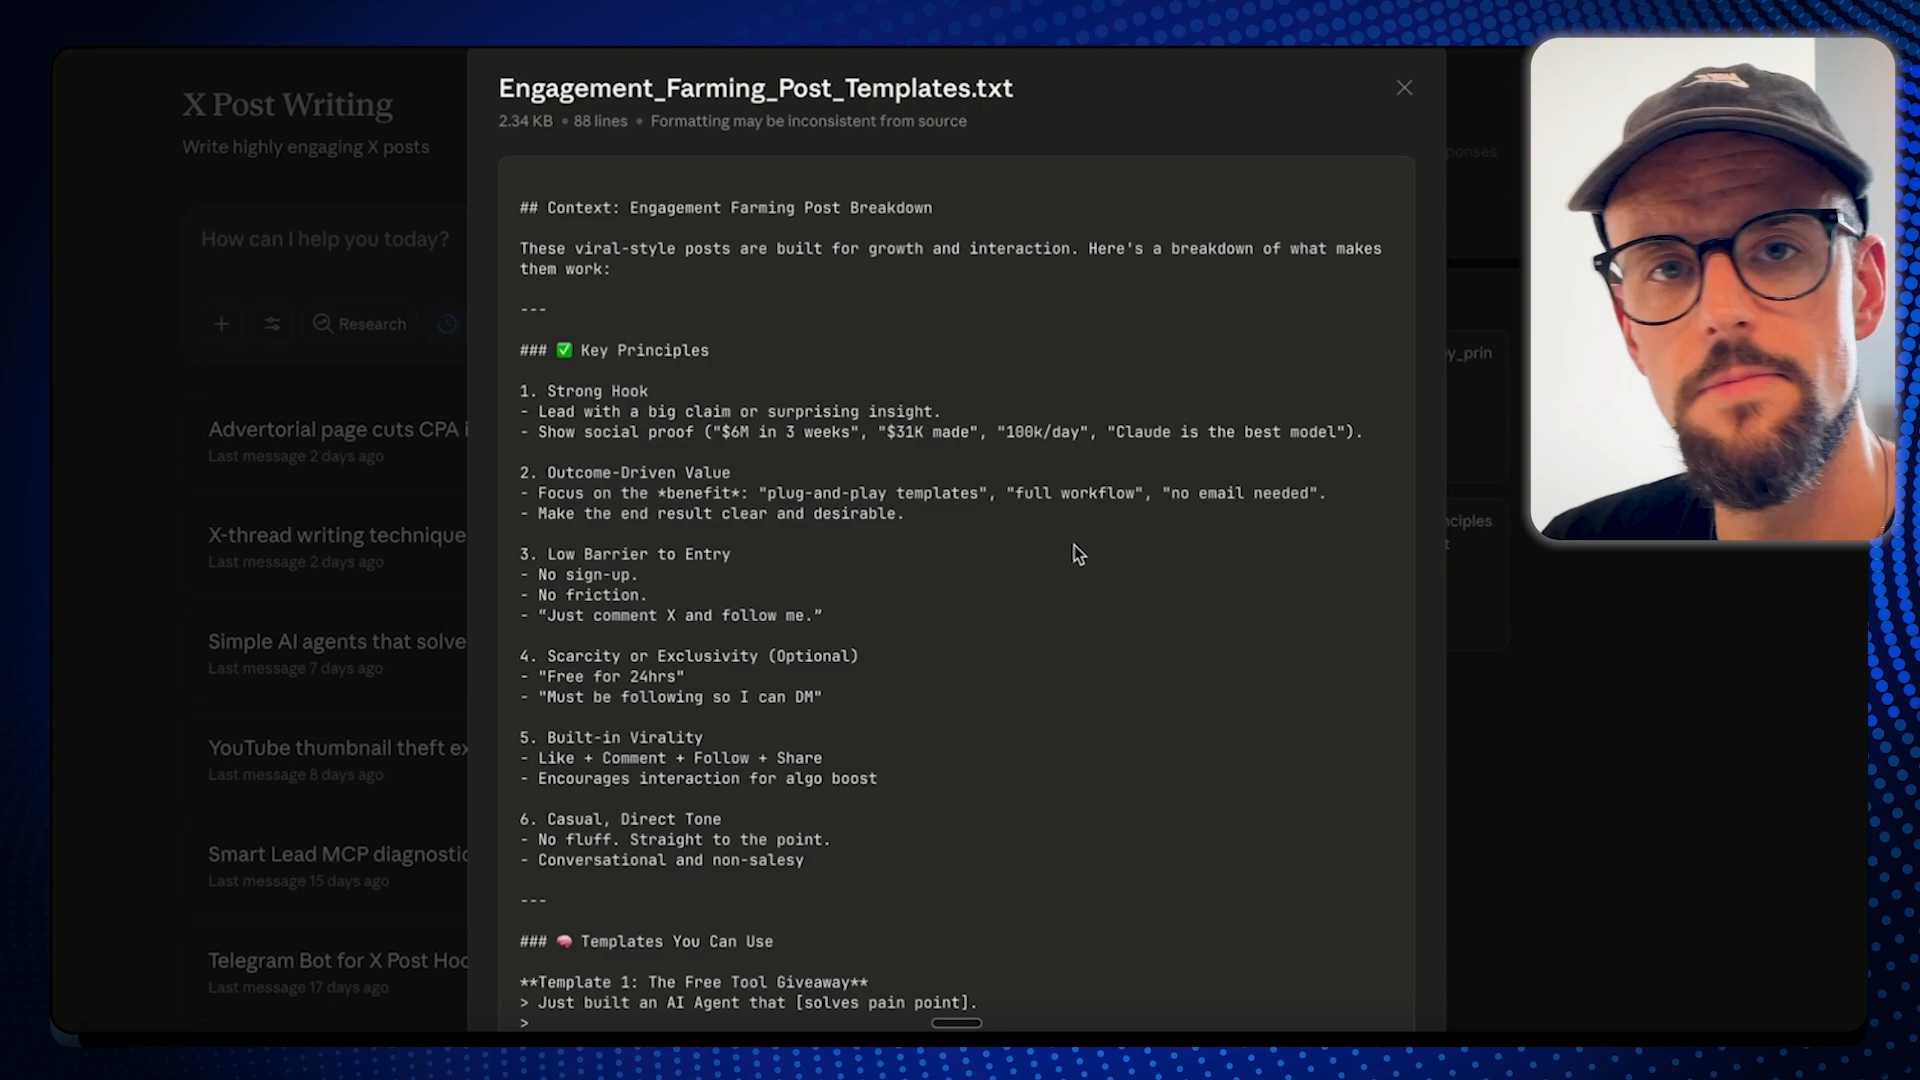 X Post Writing
Write highly engaging X posts
How can I help you today?
Research
Advertorial page cuts CPA i
Last message 2 days ago
X-thread writing technique
Last message 2 days ago
Simple AI agents that solve
Last message 7 days ago
YouTube thumbnail theft ex
Last message 8 days ago
Smart Lead MCP diagnostic
Last message 15 days ago
Telegram Bot for X Post Hoo
Last message 17 days ago
Engagement_Farming_Post_Templates.txt
2.34 KB • 88 lines • Formatting may be inconsistent from source
## Context: Engagement Farming Post Breakdown
These viral-style posts are built for growth and interaction. Here's a breakdown of what makes
them work:
---
### ✅ Key Principles
1. Strong Hook
- Lead with a big claim or surprising insight.
- Show social proof ("$6M in 3 weeks", "$31K made", "100k/day", "Claude is the best model").
2. Outcome-Driven Value
- Focus on the *benefit*: "plug-and-play templates", "full workflow", "no email needed".
- Make the end result clear and desirable.
3. Low Barrier to Entry
- No sign-up.
- No friction.
- “Just comment X and follow me.”
4. Scarcity or Exclusivity (Optional)
- "Free for 24hrs"
- "Must be following so I can DM"
5. Built-in Virality
- Like + Comment + Follow + Share
- Encourages interaction for algo boost
6. Casual, Direct Tone
- No fluff. Straight to the point.
- Conversational and non-salesy
---
### 🧠 Templates You Can Use
**Template 1: The Free Tool Giveaway**
> Just built an AI Agent that [solves pain point].
>
ponses
y_prin
nciples
t